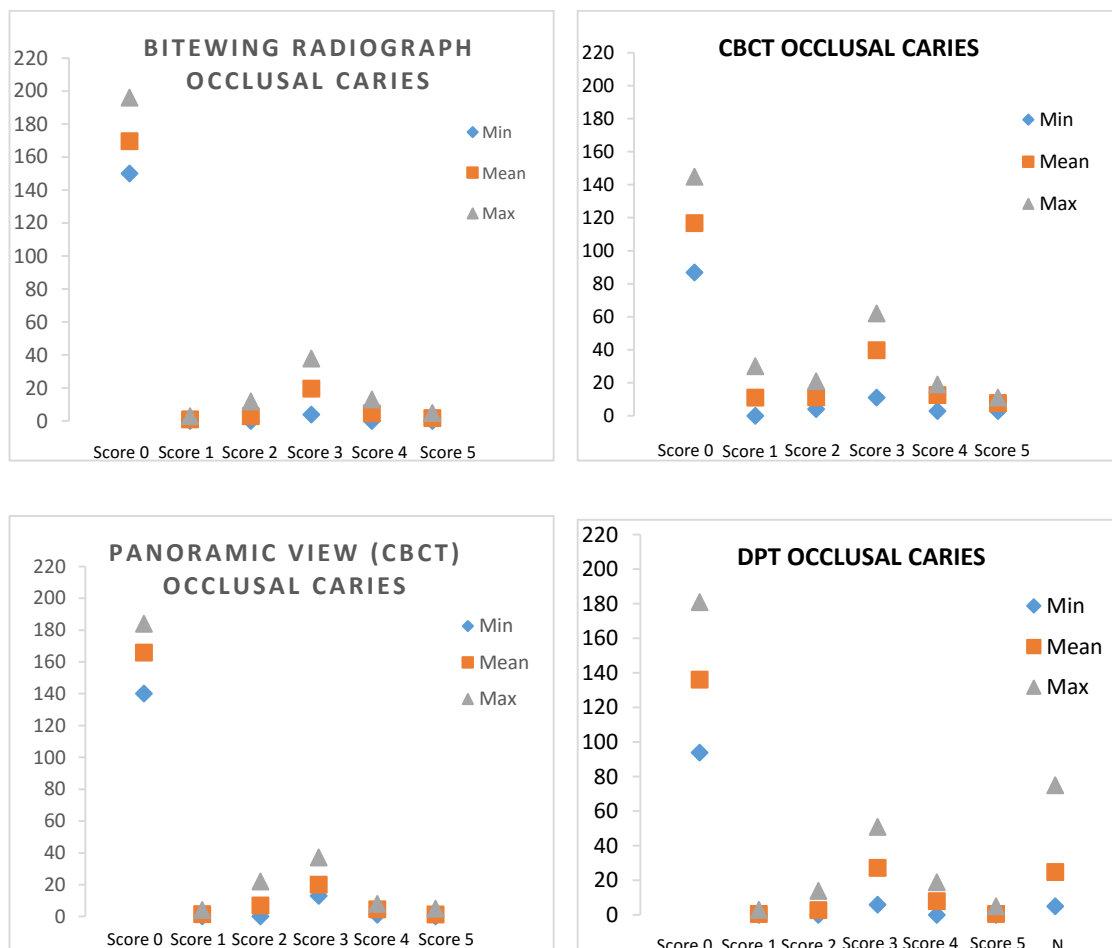 BITEWING RADIOGRAPH
OCCLUSAL CARIES
220
200
180
160
140
120
100
80
60
40
20
0
Min
Mean
Max
Score 0 Score 1 Score 2 Score 3 Score 4 Score 5
CBCT OCCLUSAL CARIES
220
200
180
160
140
120
100
80
60
40
20
0
Min
Mean
Max
Score 0 Score 1 Score 2 Score 3 Score 4 Score 5
PANORAMIC VIEW (CBCT)
OCCLUSAL CARIES
220
200
180
160
140
120
100
80
60
40
20
0
Min
Mean
Max
Score 0 Score 1 Score 2 Score 3 Score 4 Score 5
DPT OCCLUSAL CARIES
220
200
180
160
140
120
100
80
60
40
20
0
Min
Mean
Max
Score 0 Score 1 Score 2 Score 3 Score 4 Score 5 N